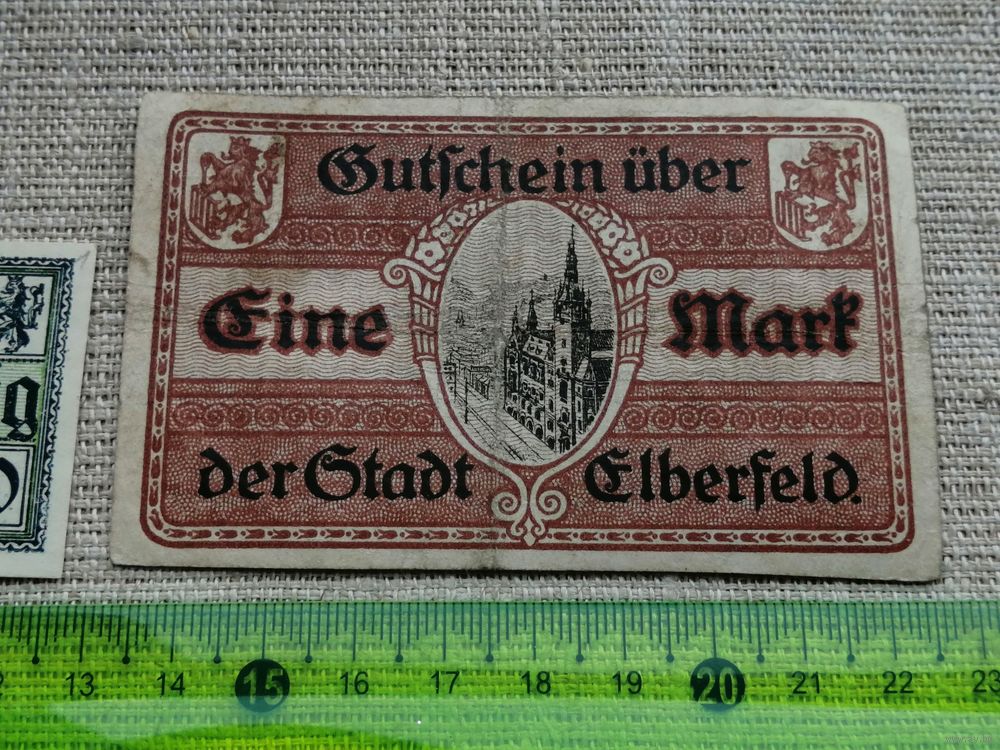 Gutschein über
Eine Mark
der Stadt Elberfeld.
g
13 14 15 16 17 18 19 20 21 22 23